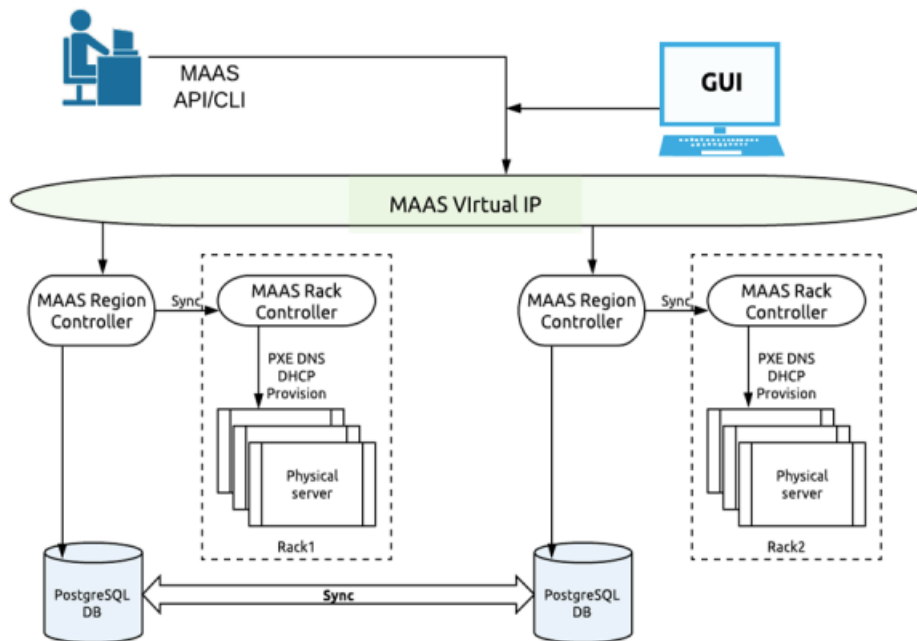 MAAS
API/CLI
GUI
MAAS VIrtual IP
MAAS Region
Controller
Sync
MAAS Rack
Controller
PXE DNS
DHCP
Provision
Physical
server
Rack1
MAAS Region
Controller
Sync
MAAS Rack
Controller
PXE DNS
DHCP
Provision
Physical
server
Rack2
PostgreSQL
DB
Sync
PostgreSQL
DB